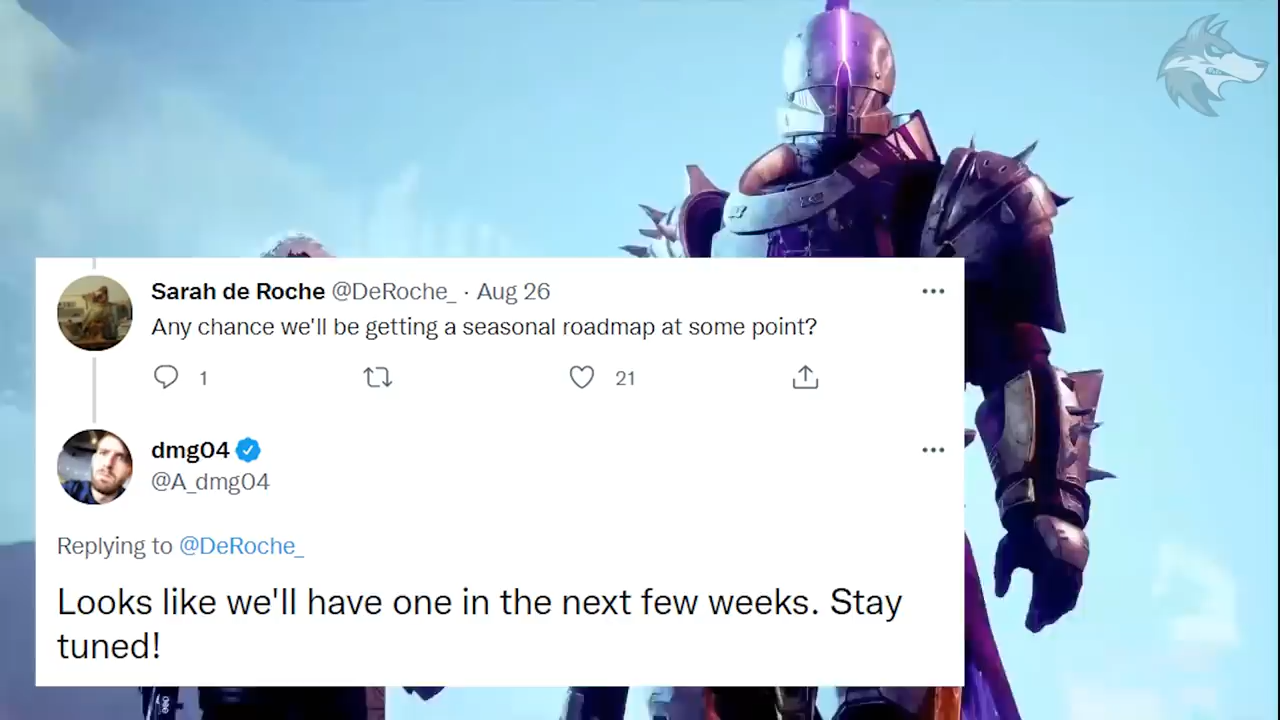 Sarah de Roche @DeRoche_ · Aug 26
Any chance we'll be getting a seasonal roadmap at some point?
1 21
dmg04
@A_dmg04
Replying to @DeRoche_
Looks like we'll have one in the next few weeks. Stay
tuned!